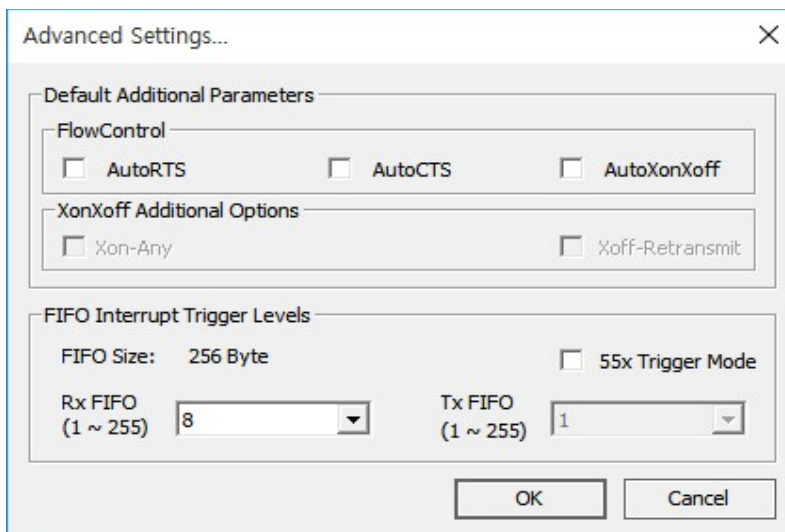 Advanced Settings...
Default Additional Parameters
FlowControl
AutoRTS AutoCTS AutoXonXoff
XonXoff Additional Options
Xon-Any Xoff-Retransmit
FIFO Interrupt Trigger Levels
FIFO Size: 256 Byte 55x Trigger Mode
Rx FIFO
(1 ~ 255)
8
Tx FIFO
(1 ~ 255)
1
OK Cancel